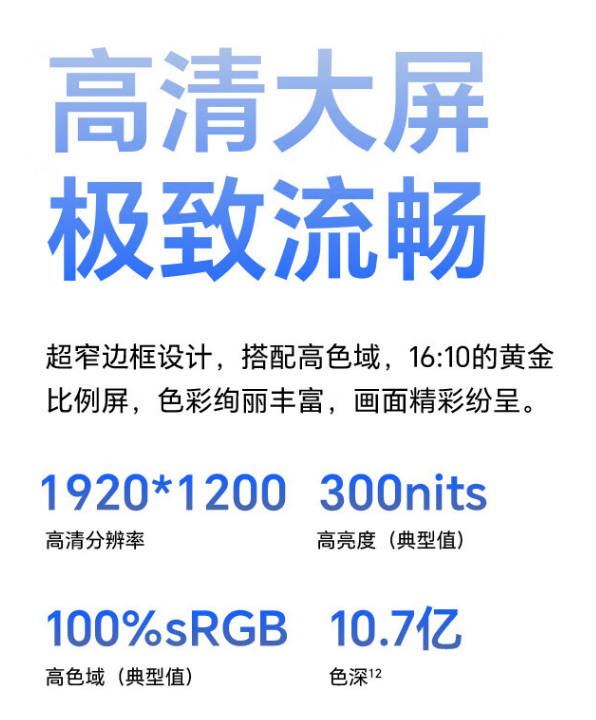 高清大屏
极致流畅
超窄边框设计，搭配高色域，16:10的黄金
比例屏，色彩绚丽丰富，画面精彩纷呈。
1920*1200 300nits
高清分辨率 高亮度（典型值）
100%sRGB 10.7亿
高色域（典型值） 色深12